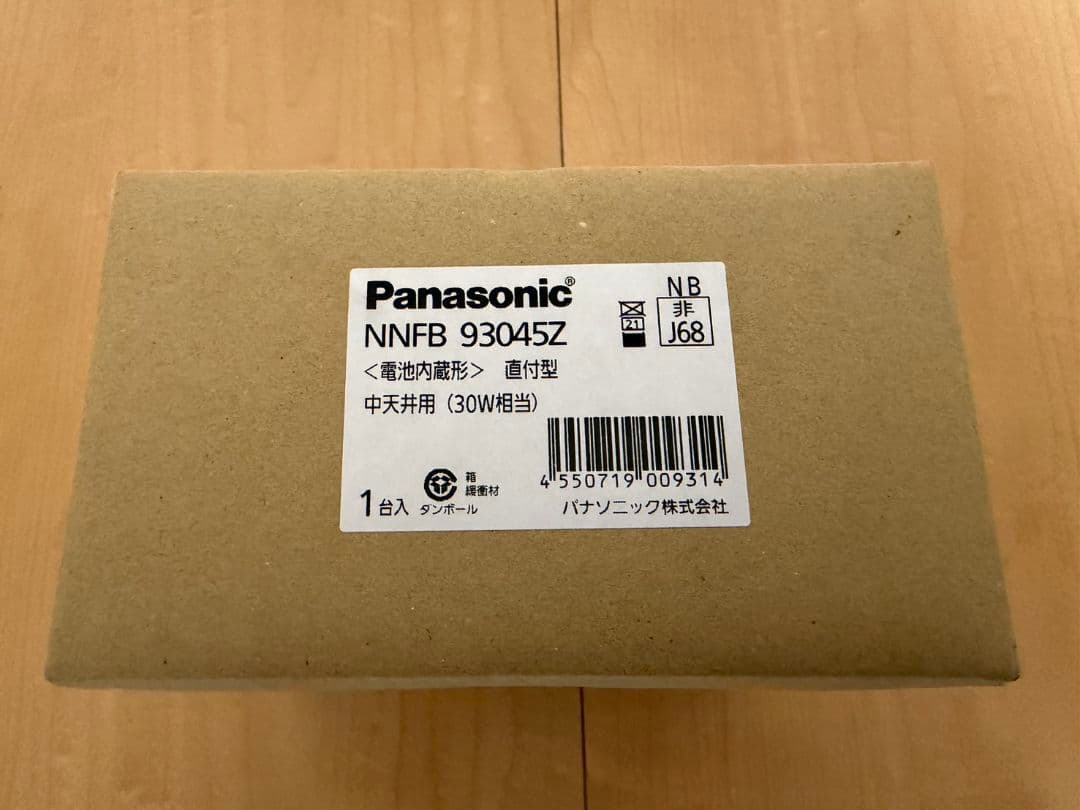 Panasonic®
NNFB 93045Z
<電池内蔵形> 直付型
中天井用（30W相当）
NB
21
非
J68
4 550719 009314
1台入
ダンボール
箱
緩衝材
パナソニック株式会社